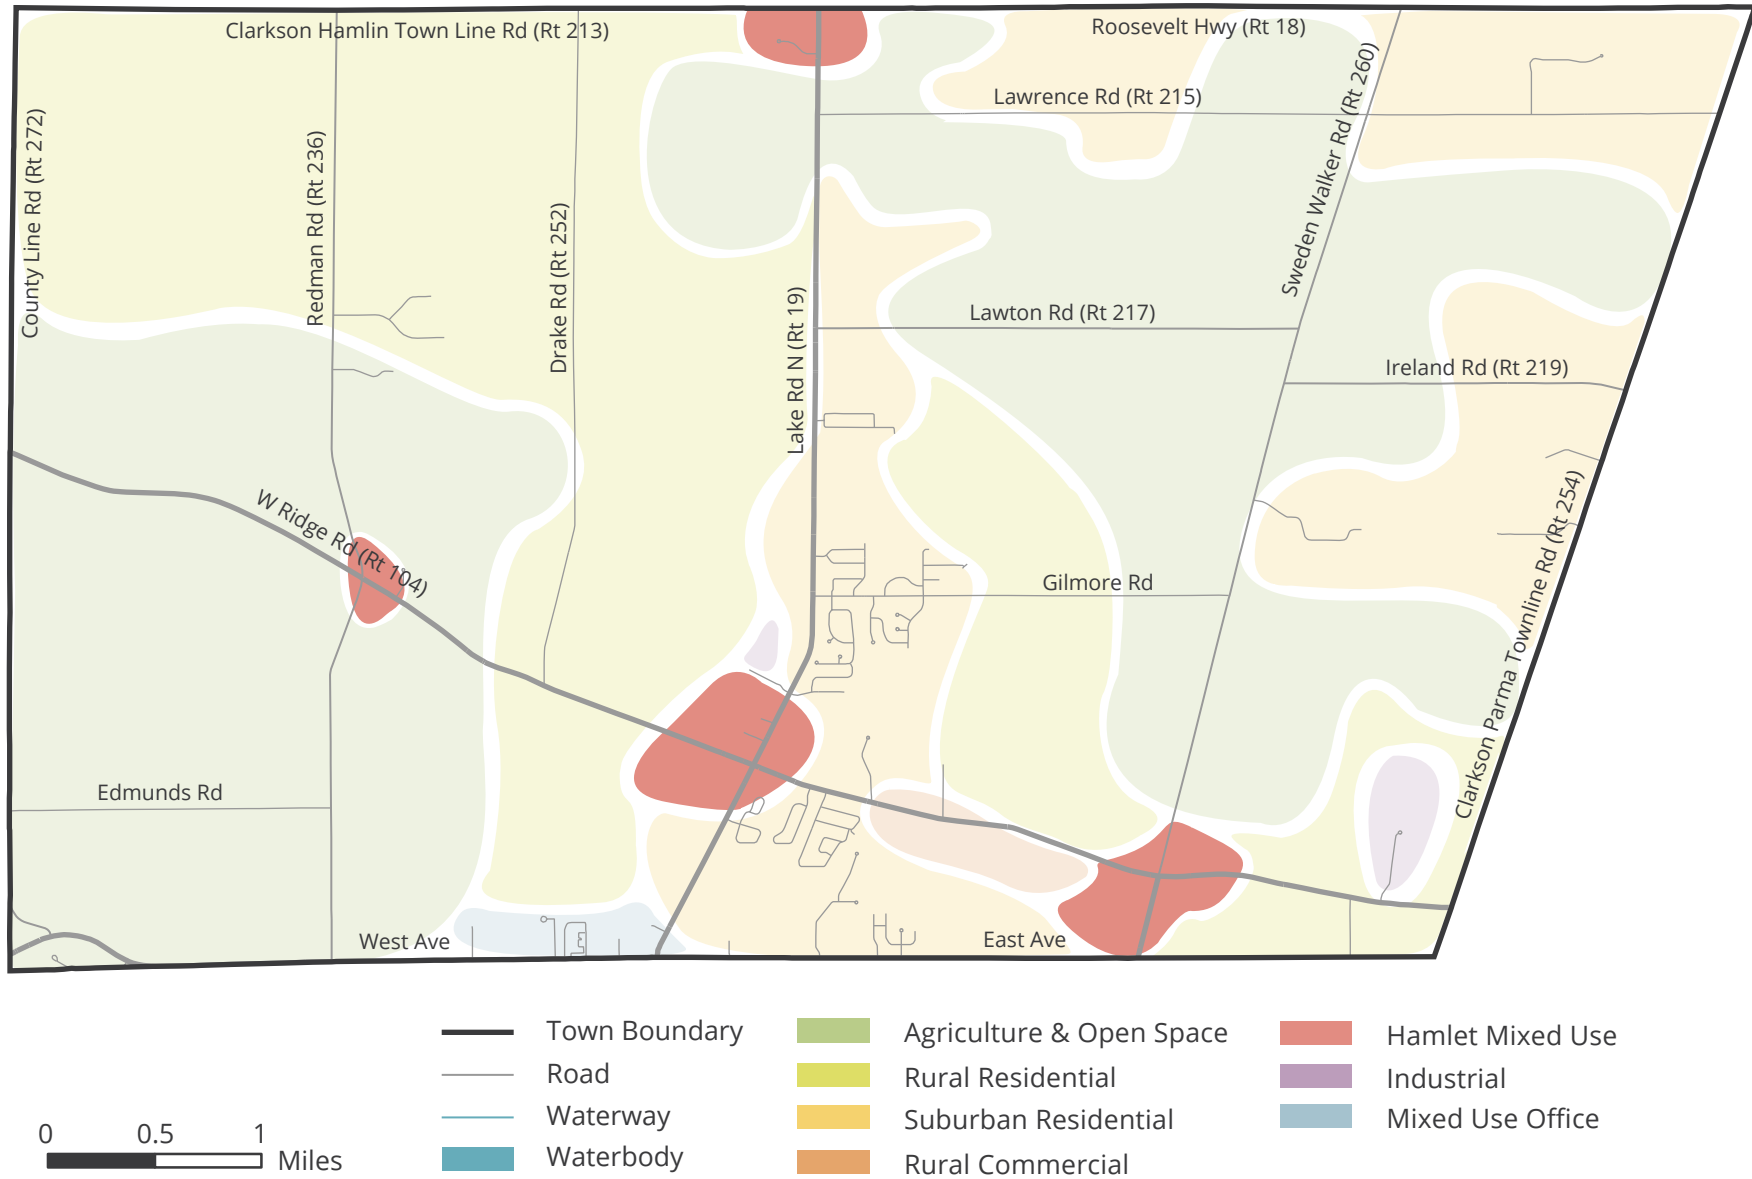 Clarkson Hamlin Town Line Rd (Rt 213)
Roosevelt Hwy (Rt 18)
Lawrence Rd (Rt 215)
Sweden Walker Rd (Rt 260)
County Line Rd (Rt 272)
Redman Rd (Rt 236)
Drake Rd (Rt 252)
Lake Rd N (Rt 19)
Lawton Rd (Rt 217)
Ireland Rd (Rt 219)
W Ridge Rd (Rt 104)
Gilmore Rd
Clarkson Parma Townline Rd (Rt 254)
Edmunds Rd
West Ave
East Ave
0 0.5 1
Miles
Town Boundary
Road
Waterway
Waterbody
Agriculture & Open Space
Rural Residential
Suburban Residential
Rural Commercial
Hamlet Mixed Use
Industrial
Mixed Use Office